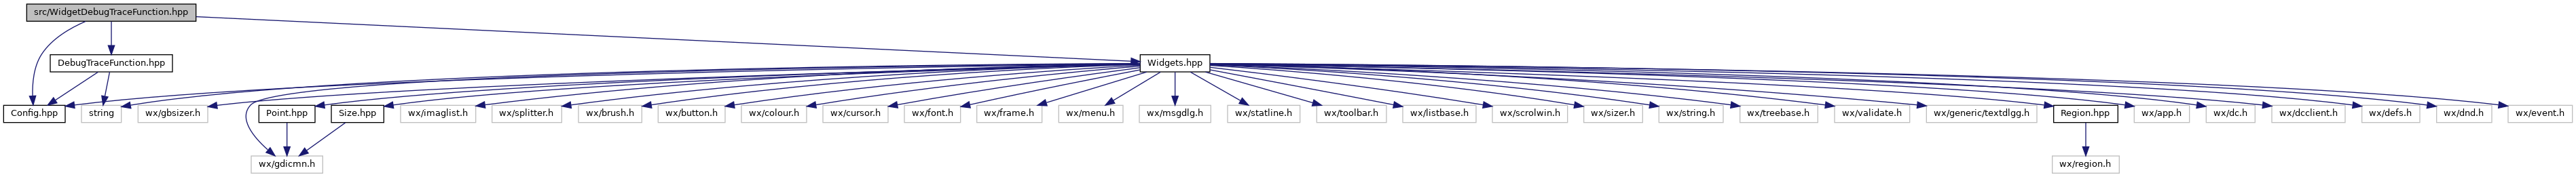 src/WidgetDebugTraceFunction.hpp
DebugTraceFunction.hpp
Widgets.hpp
Config.hpp
string
wx/gbsizer.h
Point.hpp
Size.hpp
wx/imaglist.h
wx/splitter.h
wx/brush.h
wx/button.h
wx/colour.h
wx/cursor.h
wx/font.h
wx/frame.h
wx/menu.h
wx/msgdlg.h
wx/statline.h
wx/toolbar.h
wx/listbase.h
wx/scrolwin.h
wx/sizer.h
wx/string.h
wx/treebase.h
wx/validate.h
wx/generic/textdlgg.h
Region.hpp
wx/app.h
wx/dc.h
wx/dcclient.h
wx/defs.h
wx/dnd.h
wx/event.h
wx/gdicmn.h
wx/region.h